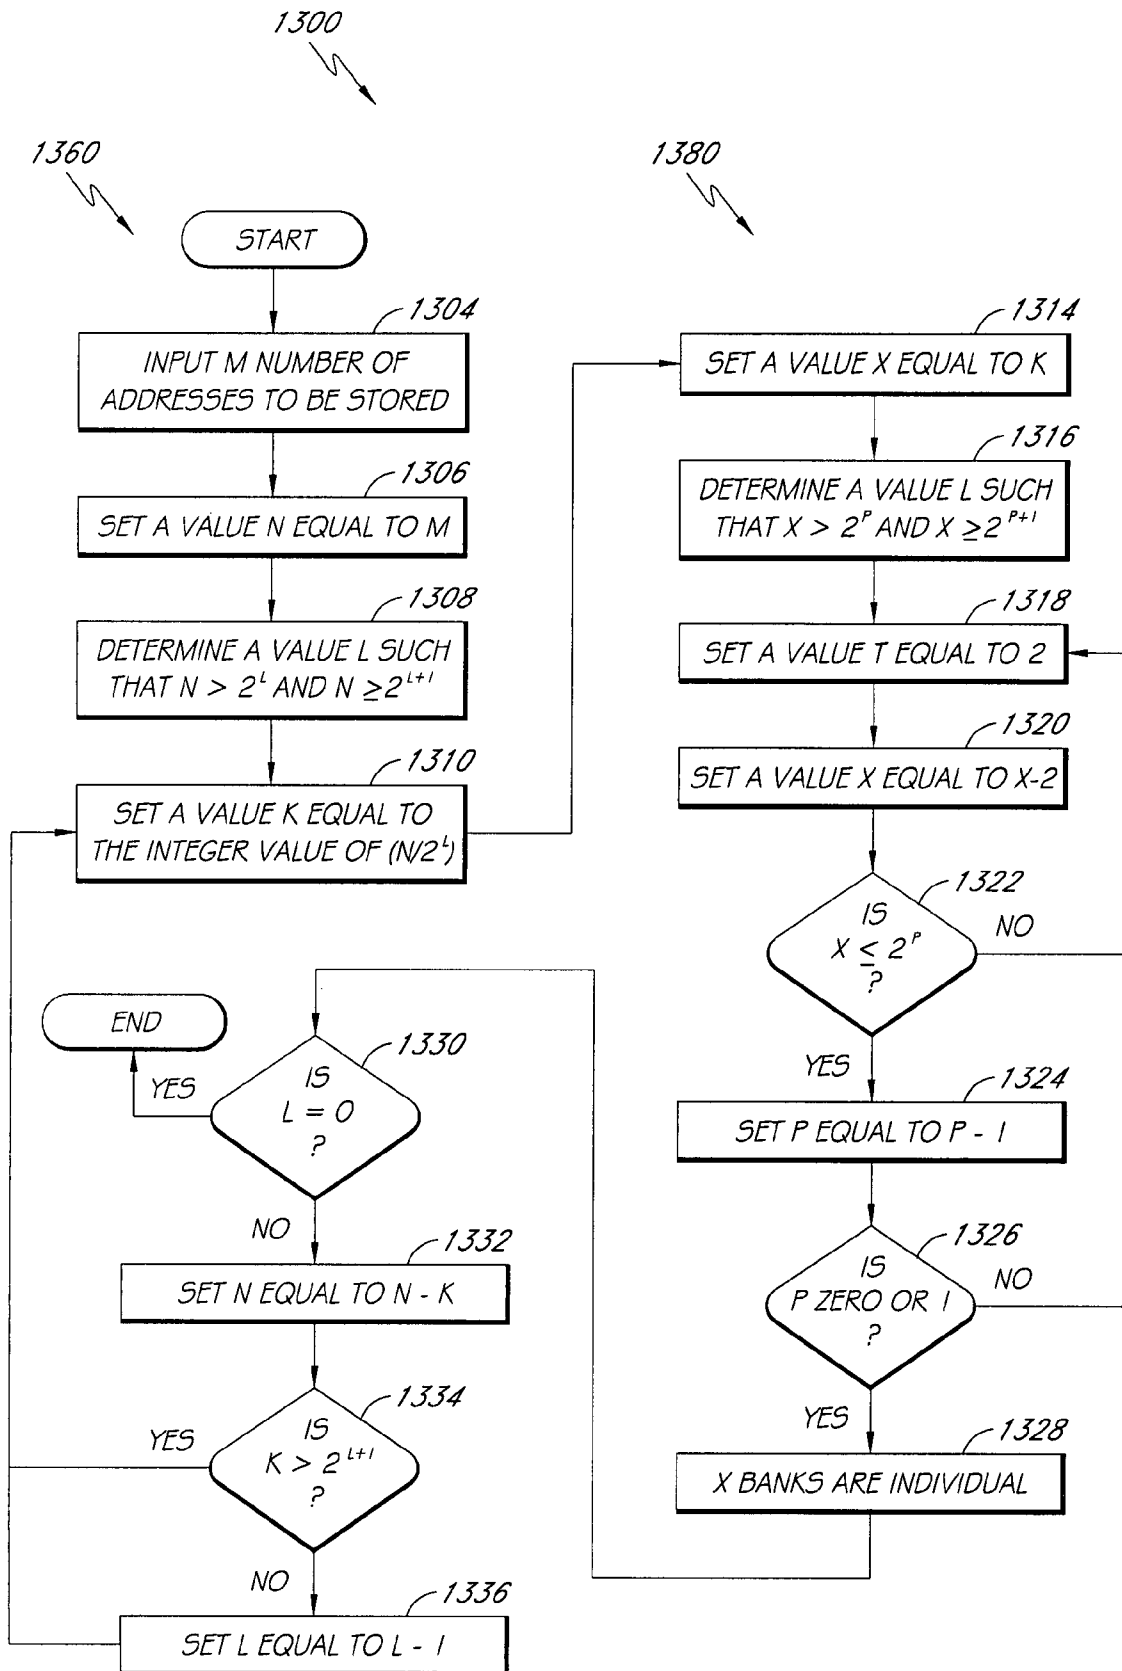 1300
1360
START
1304
INPUT M NUMBER OF
ADDRESSES TO BE STORED
1306
SET A VALUE N EQUAL TO M
1308
DETERMINE A VALUE L SUCH
THAT N > 2^L AND N ≥ 2^L+1
1310
SET A VALUE K EQUAL TO
THE INTEGER VALUE OF (N/2^L)
END
YES
1330
IS
L = 0
?
NO
1332
SET N EQUAL TO N - K
1334
YES
IS
K > 2^L+1
?
NO
1336
SET L EQUAL TO L - 1
1380
1314
SET A VALUE X EQUAL TO K
1316
DETERMINE A VALUE L SUCH
THAT X > 2^P AND X ≥ 2^P+1
1318
SET A VALUE T EQUAL TO 2
1320
SET A VALUE X EQUAL TO X-2
1322
IS
X ≤ 2^P
?
NO
YES
1324
SET P EQUAL TO P - 1
1326
IS
P ZERO OR 1
?
NO
YES
1328
X BANKS ARE INDIVIDUAL